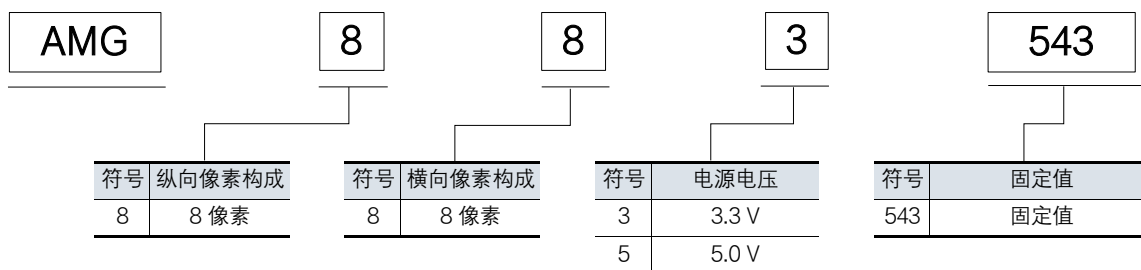 AMG 8 8 3 543
符号 纵向像素构成 符号 横向像素构成 符号 电源电压 符号 固定值
8 8 像素 8 8 像素 3 3.3 V 543 固定值
5 5.0 V